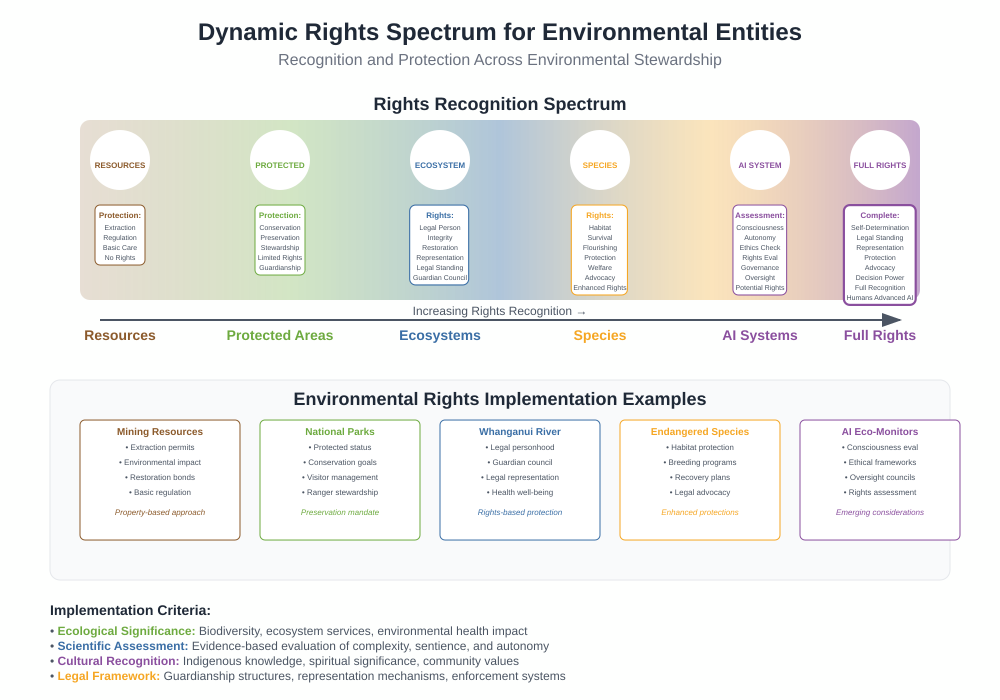 Dynamic Rights Spectrum for Environmental Entities
Recognition and Protection Across Environmental Stewardship
Rights Recognition Spectrum
RESOURCES
PROTECTED
ECOSYSTEM
SPECIES
AI SYSTEM
FULL RIGHTS
Protection:
Extraction
Regulation
Basic Care
No Rights
Protection:
Conservation
Preservation
Stewardship
Limited Rights
Guardianship
Rights:
Legal Person
Integrity
Restoration
Representation
Legal Standing
Guardian Council
Rights:
Habitat
Survival
Flourishing
Protection
Welfare
Advocacy
Enhanced Rights
Assessment:
Consciousness
Autonomy
Ethics Check
Rights Eval
Governance
Oversight
Potential Rights
Complete:
Self-Determination
Legal Standing
Representation
Protection
Advocacy
Decision Power
Full Recognition
Humans Advanced AI
Increasing Rights Recognition →
Resources
Protected Areas
Ecosystems
Species
AI Systems
Full Rights
Environmental Rights Implementation Examples
Mining Resources
• Extraction permits
• Environmental impact
• Restoration bonds
• Basic regulation
Property-based approach
National Parks
• Protected status
• Conservation goals
• Visitor management
• Ranger stewardship
Preservation mandate
Whanganui River
• Legal personhood
• Guardian council
• Legal representation
• Health well-being
Rights-based protection
Endangered Species
• Habitat protection
• Breeding programs
• Recovery plans
• Legal advocacy
Enhanced protections
AI Eco-Monitors
• Consciousness eval
• Ethical frameworks
• Oversight councils
• Rights assessment
Emerging considerations
Implementation Criteria:
• Ecological Significance: Biodiversity, ecosystem services, environmental health impact
• Scientific Assessment: Evidence-based evaluation of complexity, sentience, and autonomy
• Cultural Recognition: Indigenous knowledge, spiritual significance, community values
• Legal Framework: Guardianship structures, representation mechanisms, enforcement systems